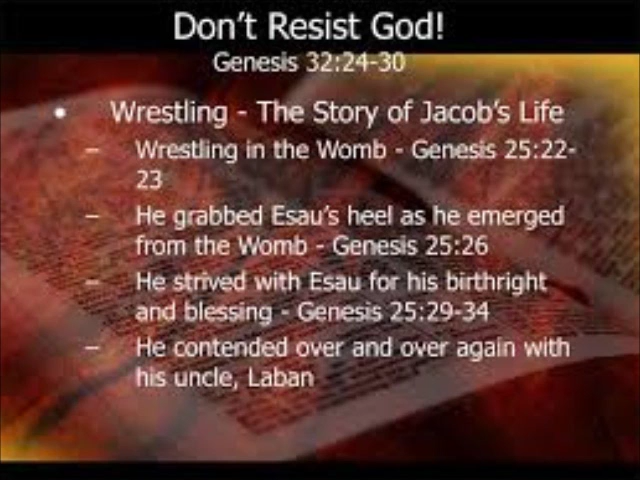 Don't Resist God!
Genesis 32:24-30
• Wrestling - The Story of Jacob's Life
– Wrestling in the Womb - Genesis 25:22-
23
– He grabbed Esau's heel as he emerged
from the Womb - Genesis 25:26
– He strived with Esau for his birthright
and blessing - Genesis 25:29-34
– He contended over and over again with
his uncle, Laban